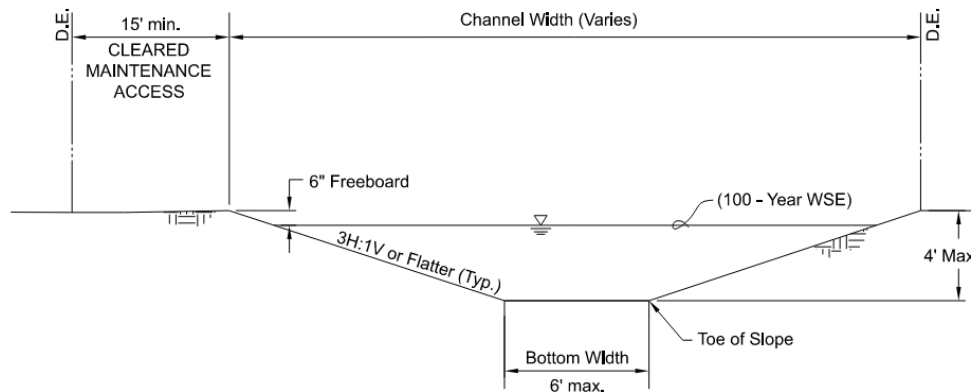 D.E.
15' min.
CLEARED
MAINTENANCE
ACCESS
Channel Width (Varies)
D.E.
6" Freeboard
(100 - Year WSE)
3H:1V or Flatter (Typ.)
4' Max
Toe of Slope
Bottom Width
6' max.